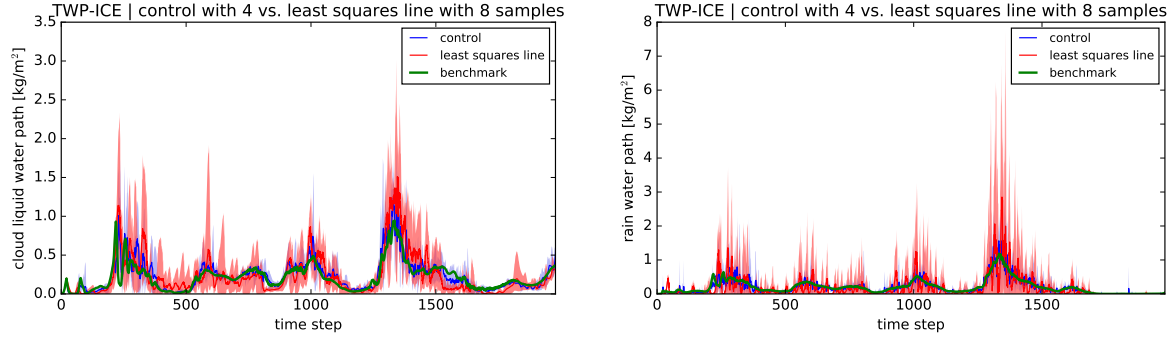 TWP-ICE | control with 4 vs. least squares line with 8 samples
cloud liquid water path [kg/m²]
3.5
3.0
2.5
2.0
1.5
1.0
0.5
0.0
0
500
1000
1500
time step
control
least squares line
benchmark
TWP-ICE | control with 4 vs. least squares line with 8 samples
rain water path [kg/m²]
8
7
6
5
4
3
2
1
0
0
500
1000
1500
time step
control
least squares line
benchmark